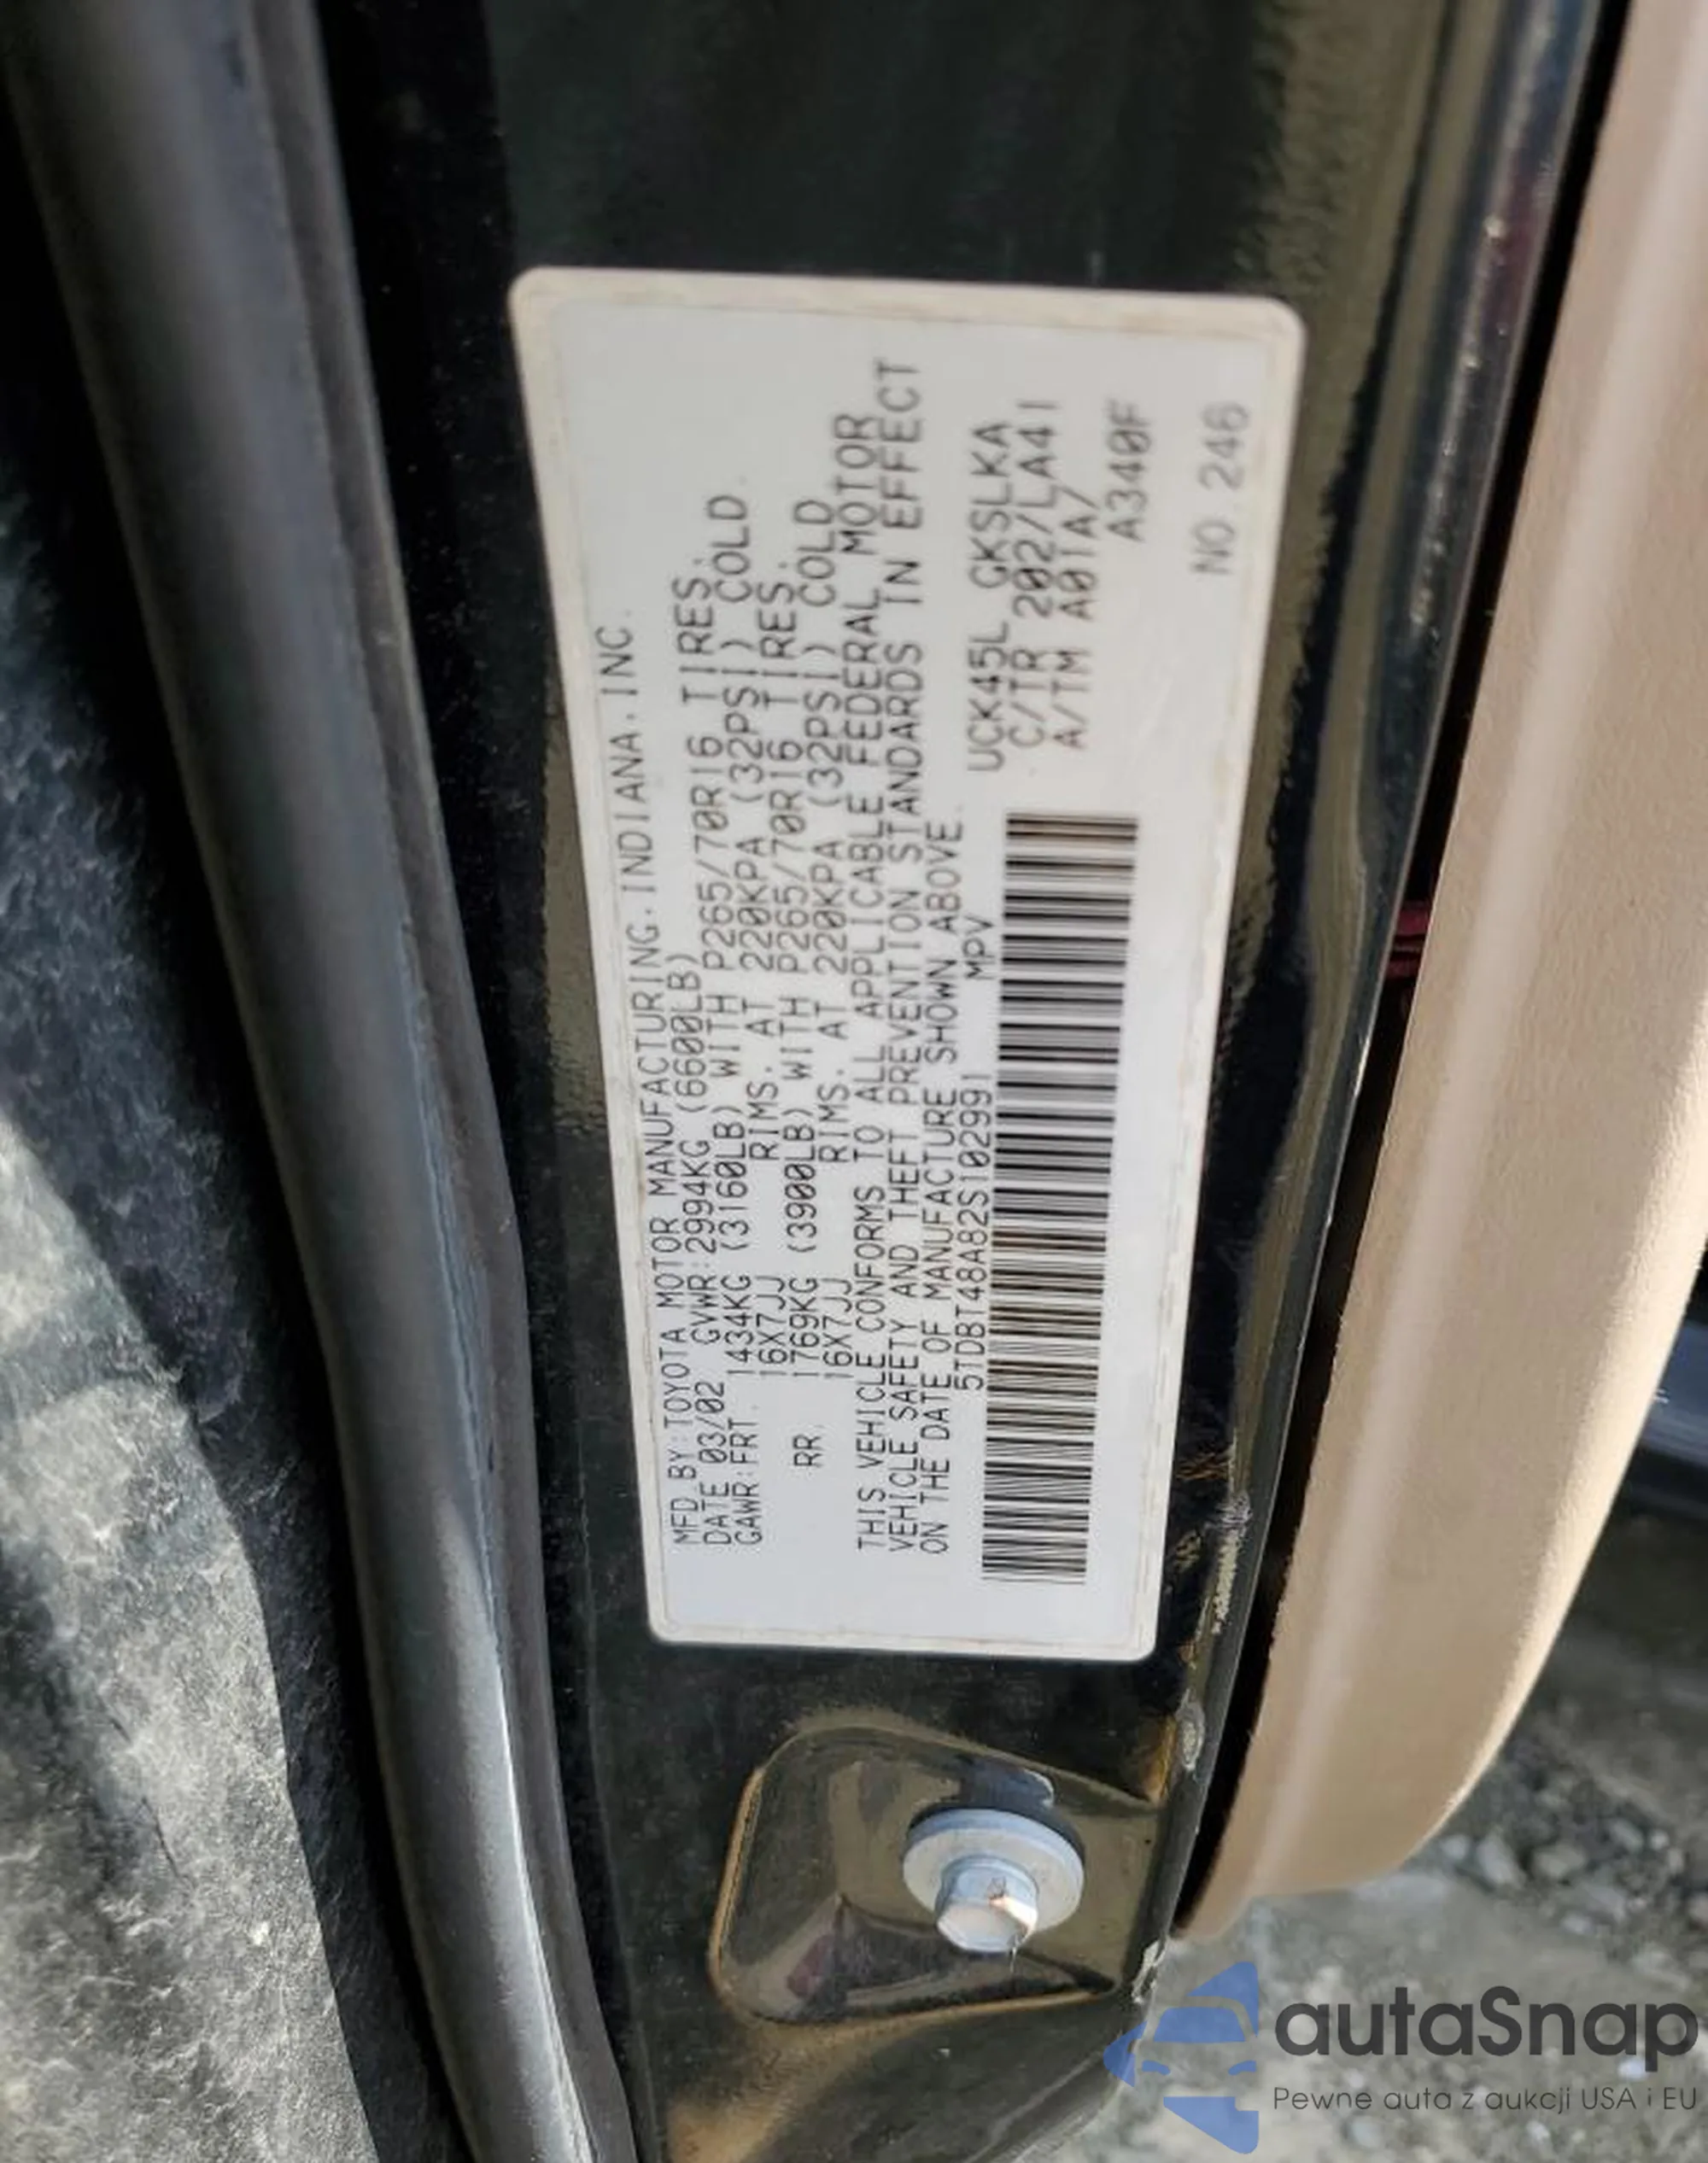 MFD.BY:TOYOTA MOTOR MANUFACTURING.INDIANA.INC.
DATE 03/02 GVWR:2994KG(6600LB)
GAWR:FRT. 1434KG (3160LB) WITH P265/70R16 TIRES.
16X7JJ RIMS. AT 220KPA (32PSI) COLD.
RR. 1769KG (3900LB) WITH P265/70R16 TIRES.
16X7JJ RIMS. AT 220KPA (32PSI) COLD
THIS VEHICLE CONFORMS TO ALL APPLICABLE FEDERAL MOTOR
VEHICLE SAFETY AND THEFT PREVENTION STANDARDS IN EFFECT
ON THE DATE OF MANUFACTURE SHOWN ABOVE.
5TDBT48A82S102991 MPV
UCK45L GKSLKA
C/TR 202/LA41
A/TM A01A/
A340F
NO.246
autaSnap
Pewne auta z aukcji USA i EU